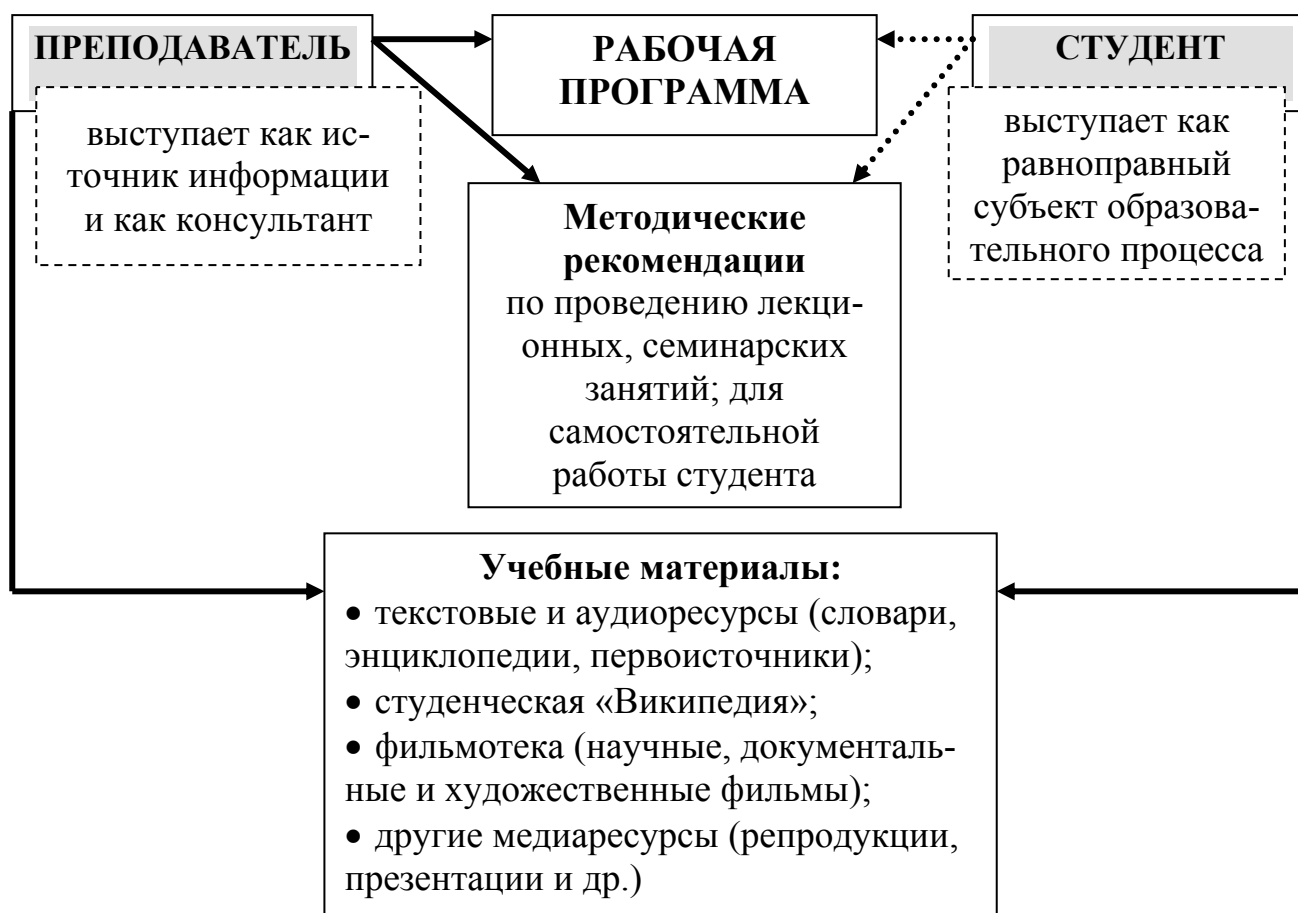 ПРЕПОДАВАТЕЛЬ
выступает как ис-
точник информации
и как консультант
РАБОЧАЯ
ПРОГРАММА
СТУДЕНТ
выступает как
равноправный
субъект образова-
тельного процесса
Методические
рекомендации
по проведению лекци-
онных, семинарских
занятий; для
самостоятельной
работы студента
Учебные материалы:
• текстовые и аудиоресурсы (словари,
энциклопедии, первоисточники);
• студенческая «Википедия»;
• фильмотека (научные, документаль-
ные и художественные фильмы);
• другие медиаресурсы (репродукции,
презентации и др.)